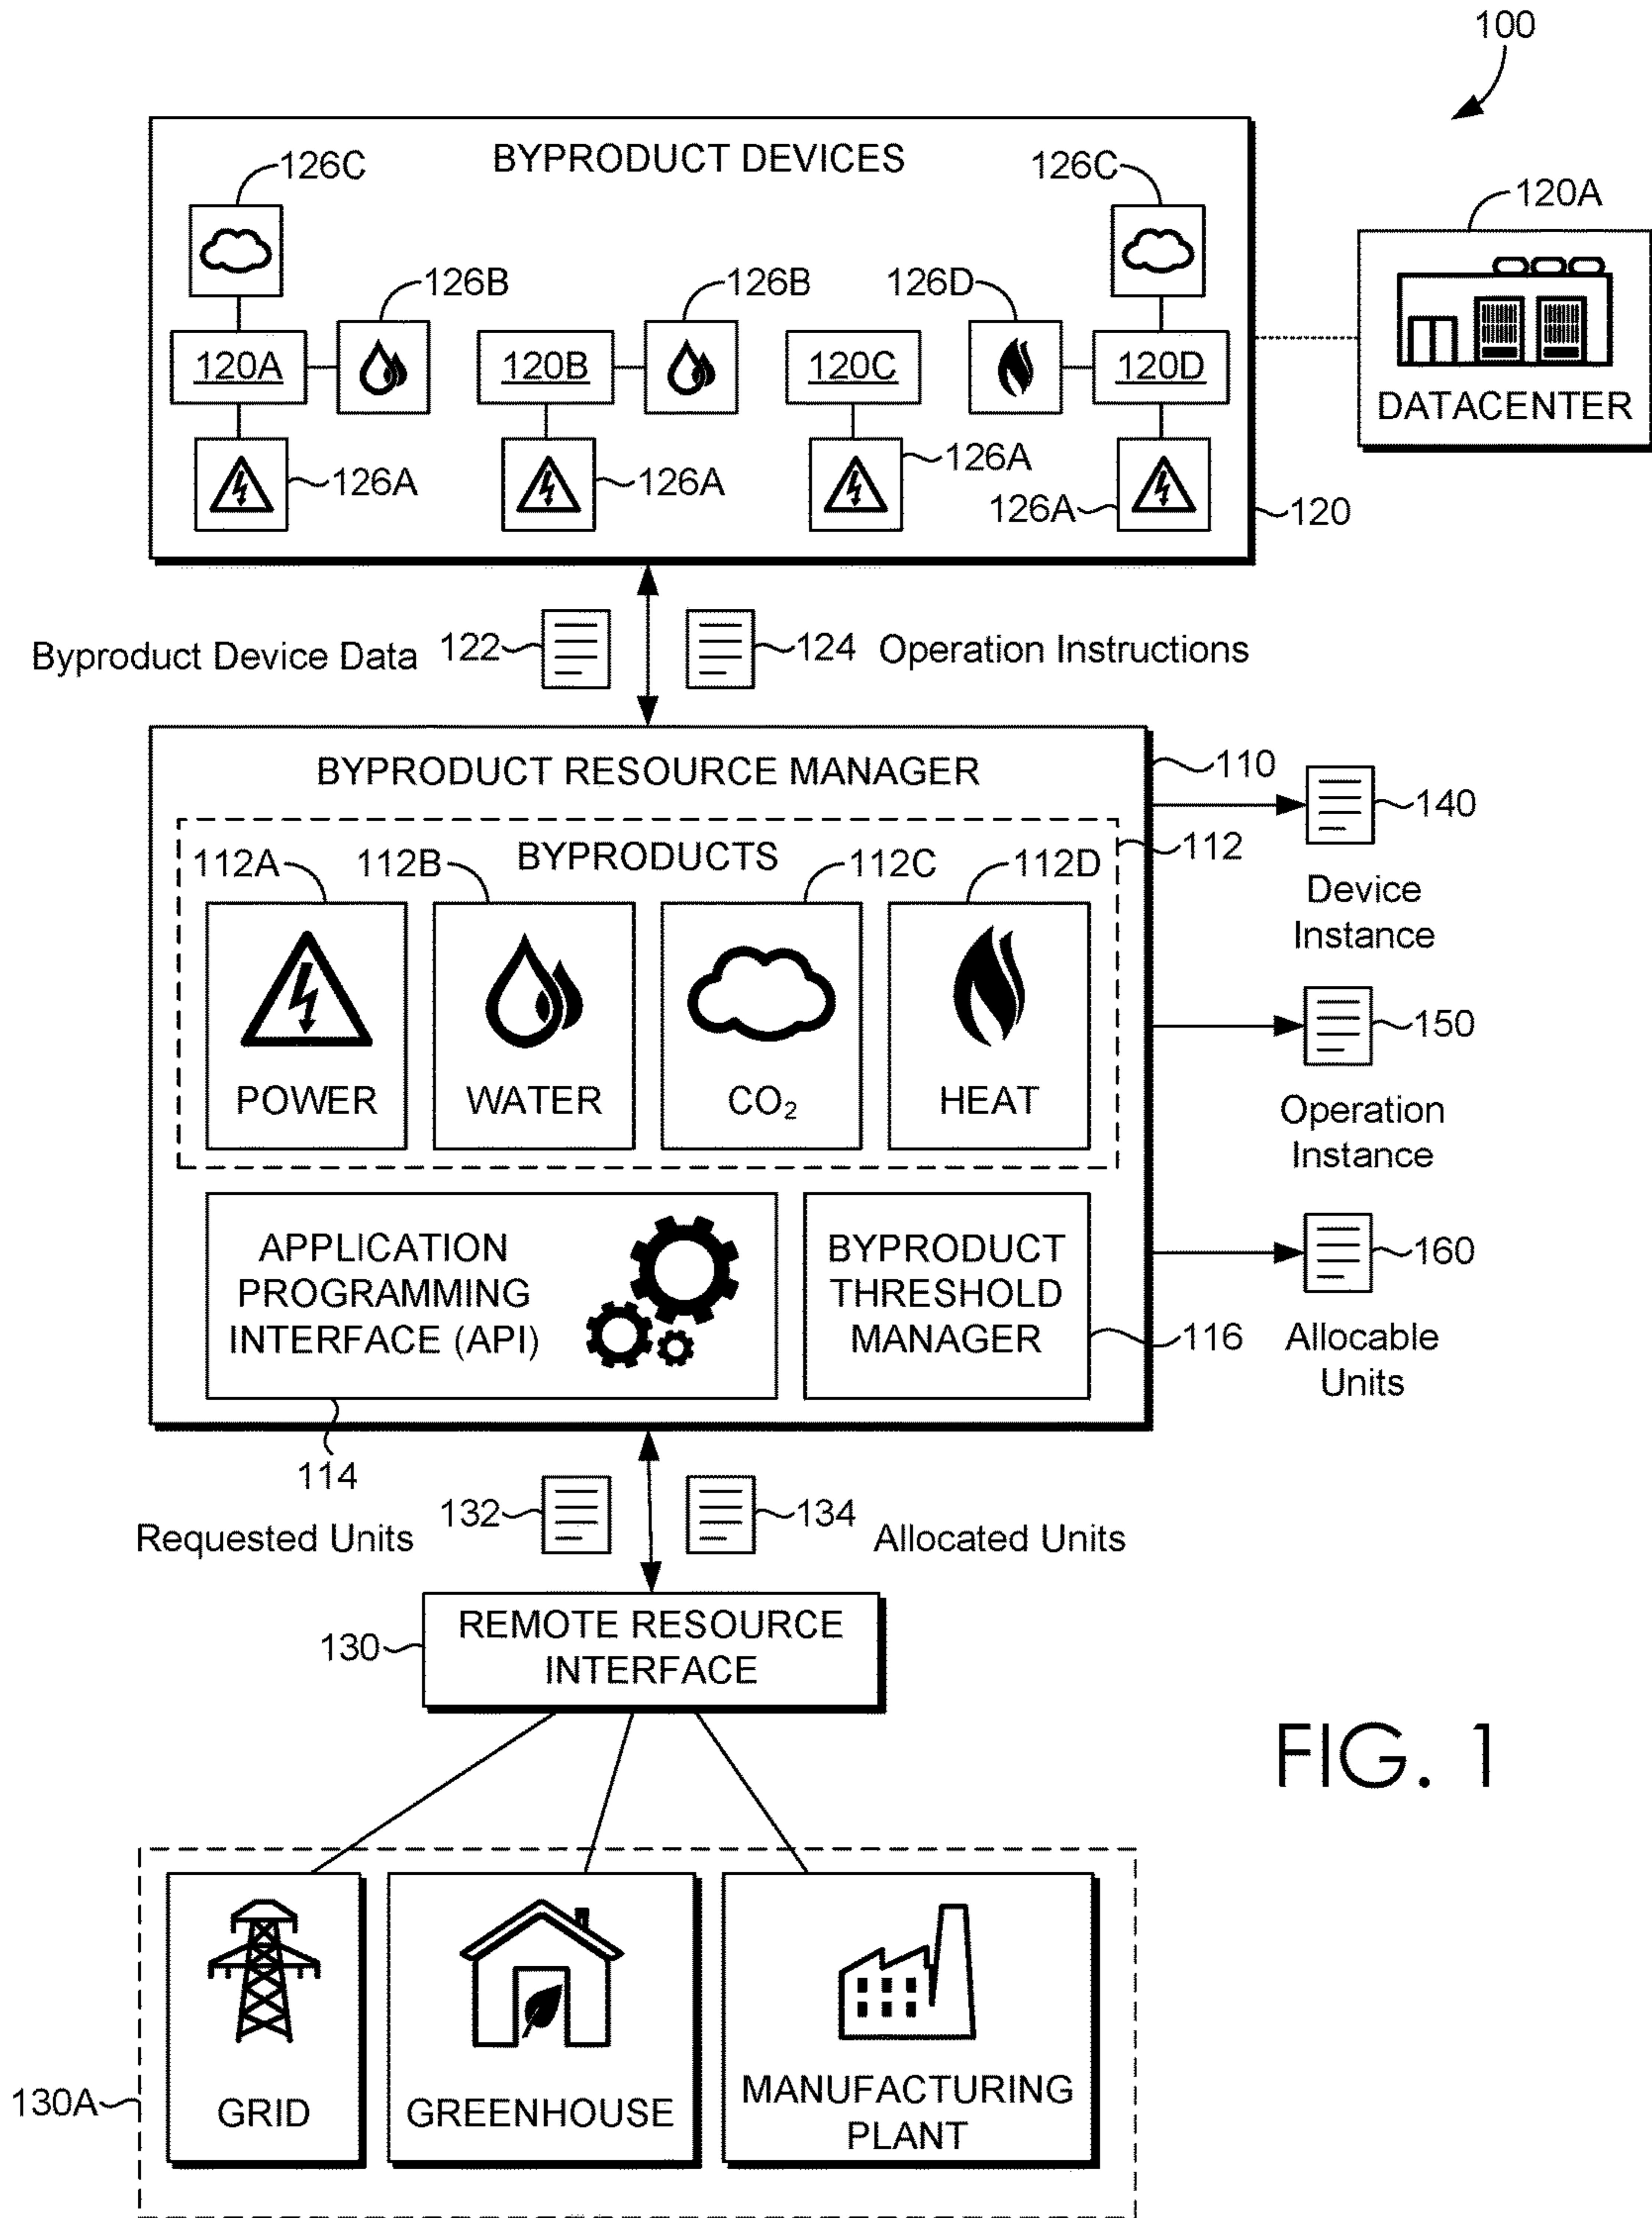 100
BYPRODUCT DEVICES
126C
126C
120A
126B
126B
126D
120A
120B
120C
120D
DATACENTER
126A
126A
126A
126A
120
Byproduct Device Data
122
124
Operation Instructions
BYPRODUCT RESOURCE MANAGER
110
140
Device
Instance
BYPRODUCTS
112
112A
112B
112C
112D
POWER
WATER
CO₂
HEAT
150
Operation
Instance
APPLICATION
PROGRAMMING
INTERFACE (API)
BYPRODUCT
THRESHOLD
MANAGER
116
160
Allocable
Units
114
Requested Units
132
134
Allocated Units
130
REMOTE RESOURCE
INTERFACE
FIG. 1
130A
GRID
GREENHOUSE
MANUFACTURING
PLANT